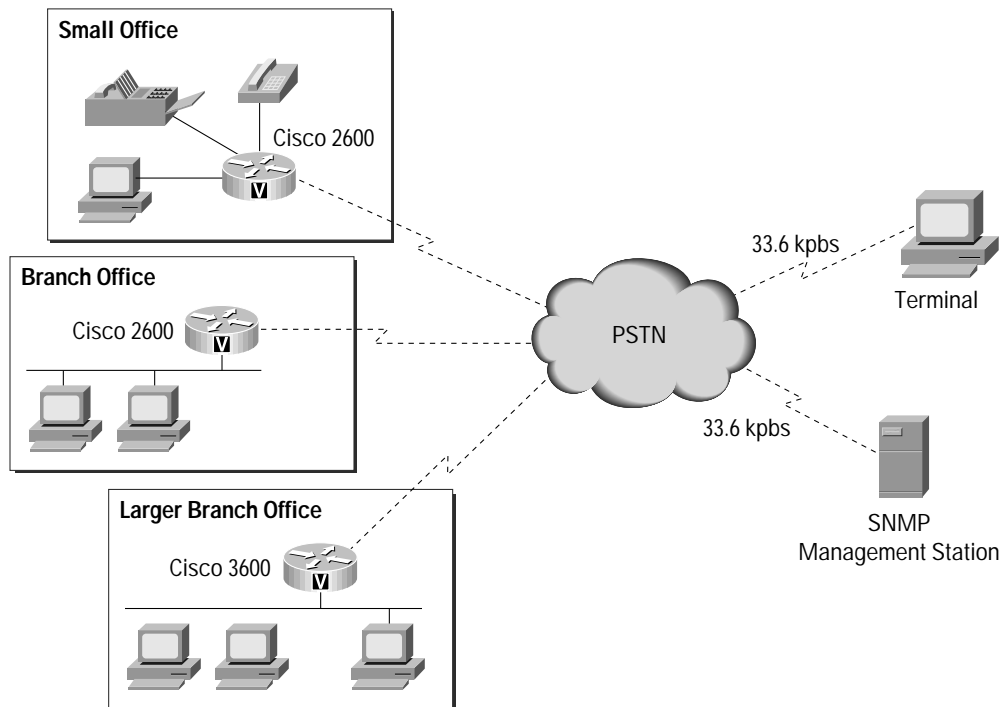 Small Office
Cisco 2600
V
Branch Office
Cisco 2600
V
Larger Branch Office
Cisco 3600
V
PSTN
33.6 kpbs
Terminal
33.6 kpbs
SNMP
Management Station